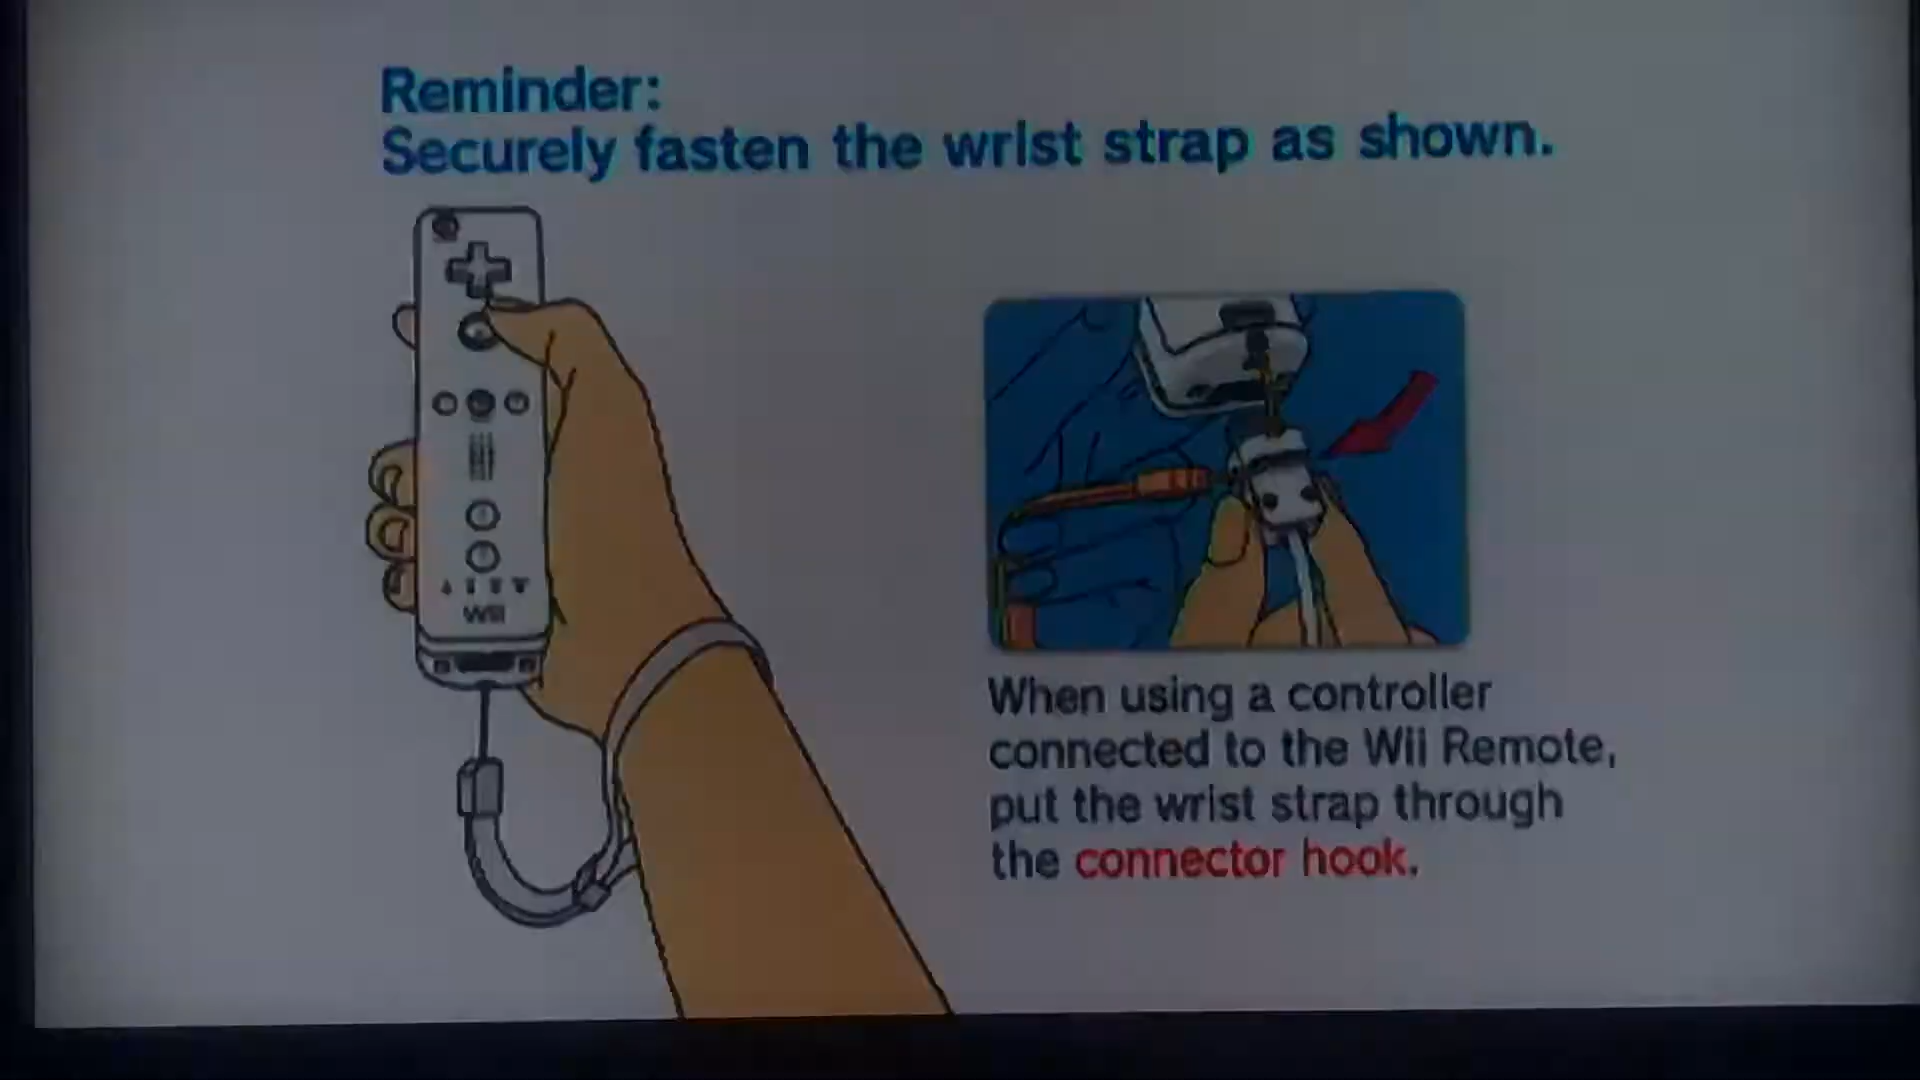 Reminder:
Securely fasten the wrist strap as shown.
Wii
When using a controller
connected to the Wii Remote,
put the wrist strap through
the connector hook.